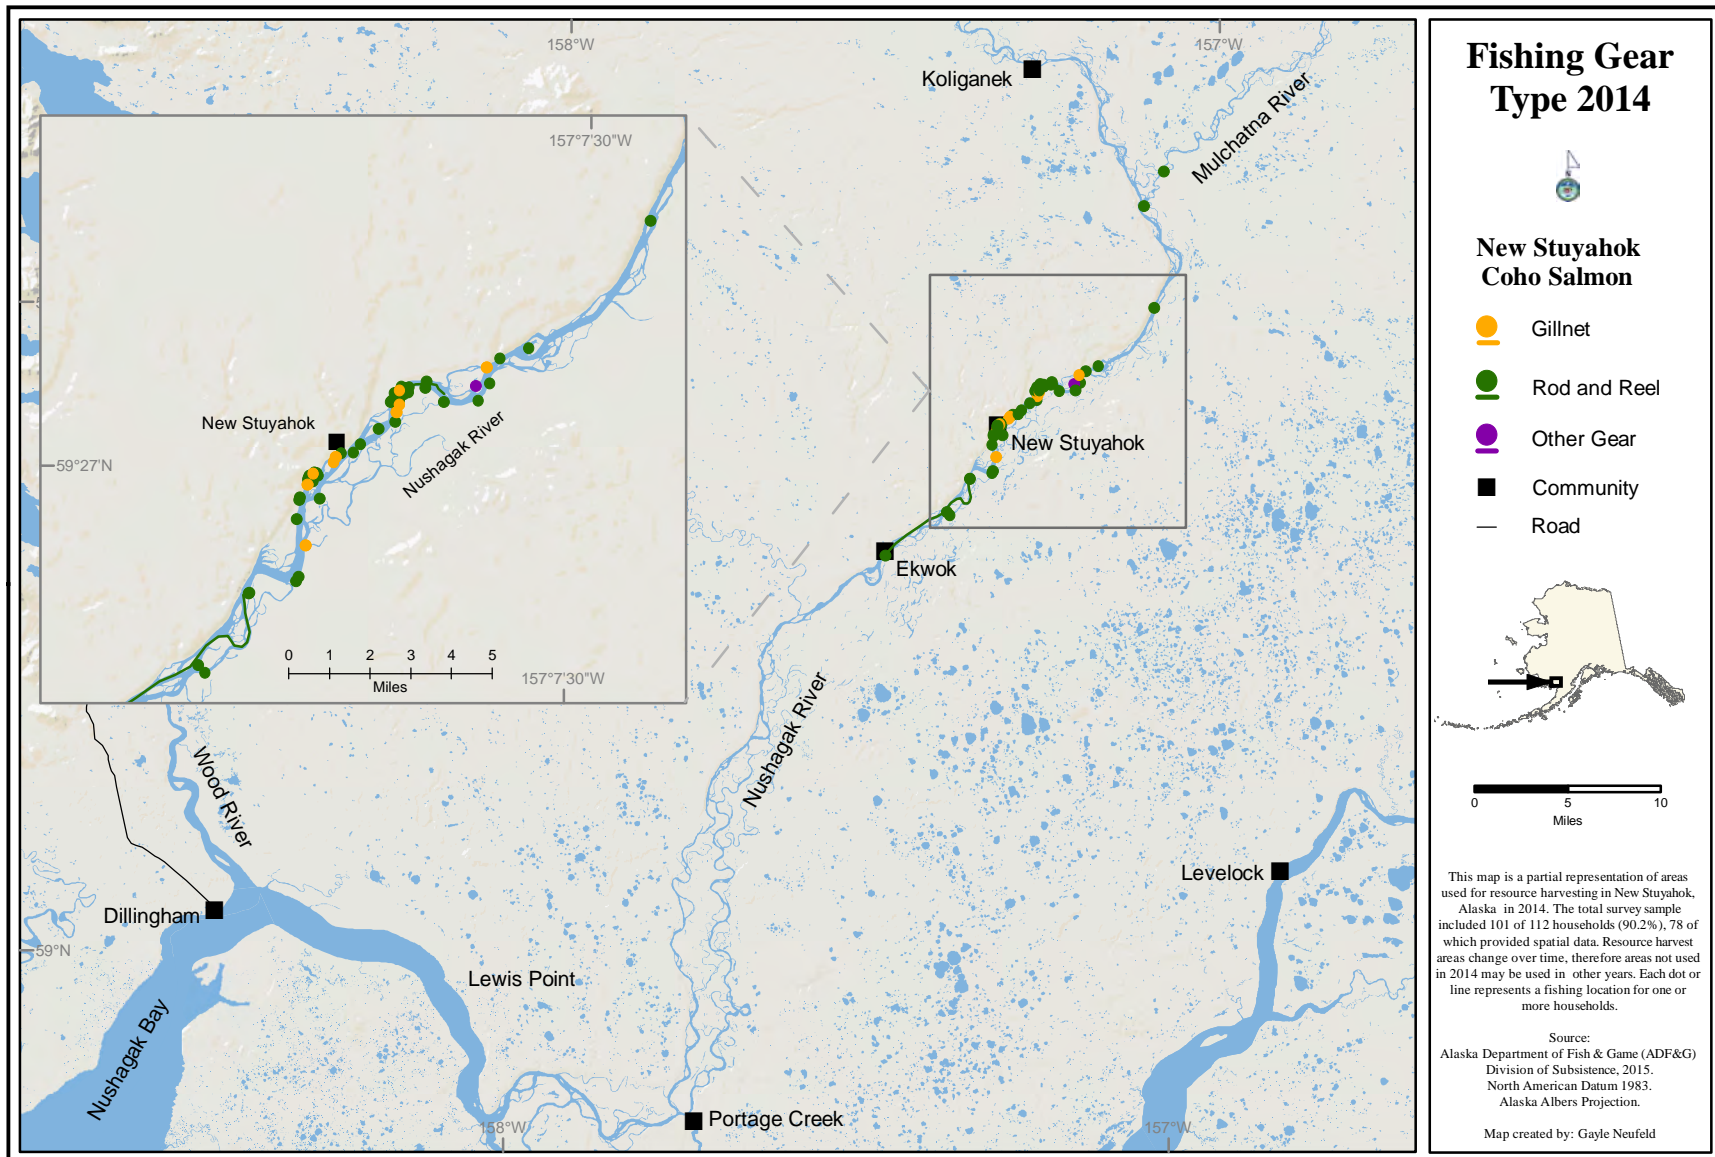 Fishing Gear
Type 2014
New Stuyahok
Coho Salmon
Gillnet
Rod and Reel
Other Gear
Community
Road
0 5 10
Miles
This map is a partial representation of areas
used for resource harvesting in New Stuyahok,
Alaska in 2014. The total survey sample
included 101 of 112 households (90.2%), 78 of
which provided spatial data. Resource harvest
areas change over time, therefore areas not used
in 2014 may be used in other years. Each dot or
line represents a fishing location for one or
more households.
Source:
Alaska Department of Fish & Game (ADF&G)
Division of Subsistence, 2015.
North American Datum 1983.
Alaska Albers Projection.
Map created by: Gayle Neufeld
158°W
157°W
Koliganek
Mulchatna River
157°7'30"W
New Stuyahok
Nushagak River
59°27'N
0 1 2 3 4 5
Miles
157°7'30"W
New Stuyahok
Ekwok
Nushagak River
Wood River
Levelock
Dillingham
59°N
Lewis Point
Nushagak Bay
Portage Creek
158°W
157°W